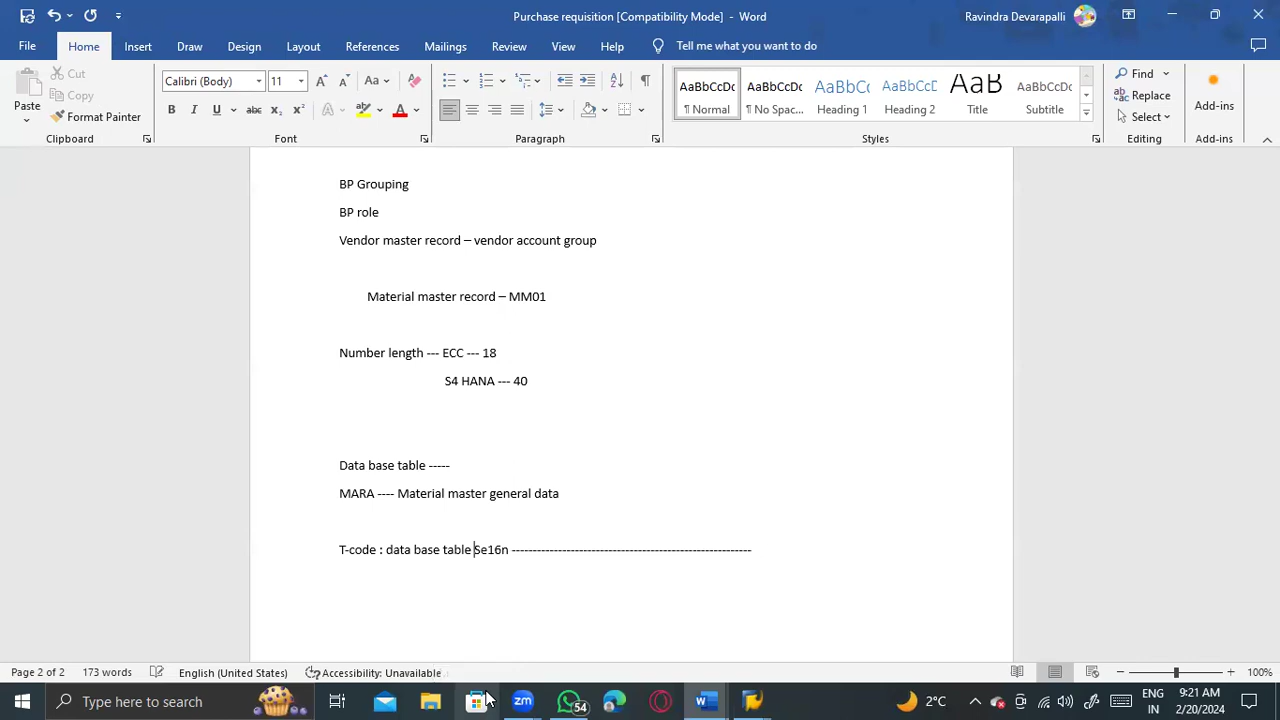 Purchase requisition [Compatibility Mode] - Word
Ravindra Devarapalli
File Home Insert Draw Design Layout References Mailings Review View Help Tell me what you want to do
Paste
Cut
Copy
Format Painter
Clipboard
Calibri (Body) 11
Font
Paragraph
AaBbCcDc AaBbCcDc AaBbCc AaBbCcD AaB AaBbCcD
¶ Normal ¶ No Spac... Heading 1 Heading 2 Title Subtitle
Styles
Find
Replace
Select
Editing
Add-ins
Add-ins
BP Grouping
BP role
Vendor master record – vendor account group
Material master record – MM01
Number length --- ECC --- 18
S4 HANA --- 40
Data base table -----
MARA ---- Material master general data
T-code : data base table Se16n ---------------------------------------------------------
Page 2 of 2 173 words English (United States) Accessibility: Unavailable 100%
Type here to search
54
2°C
ENG
IN
9:21 AM
2/20/2024